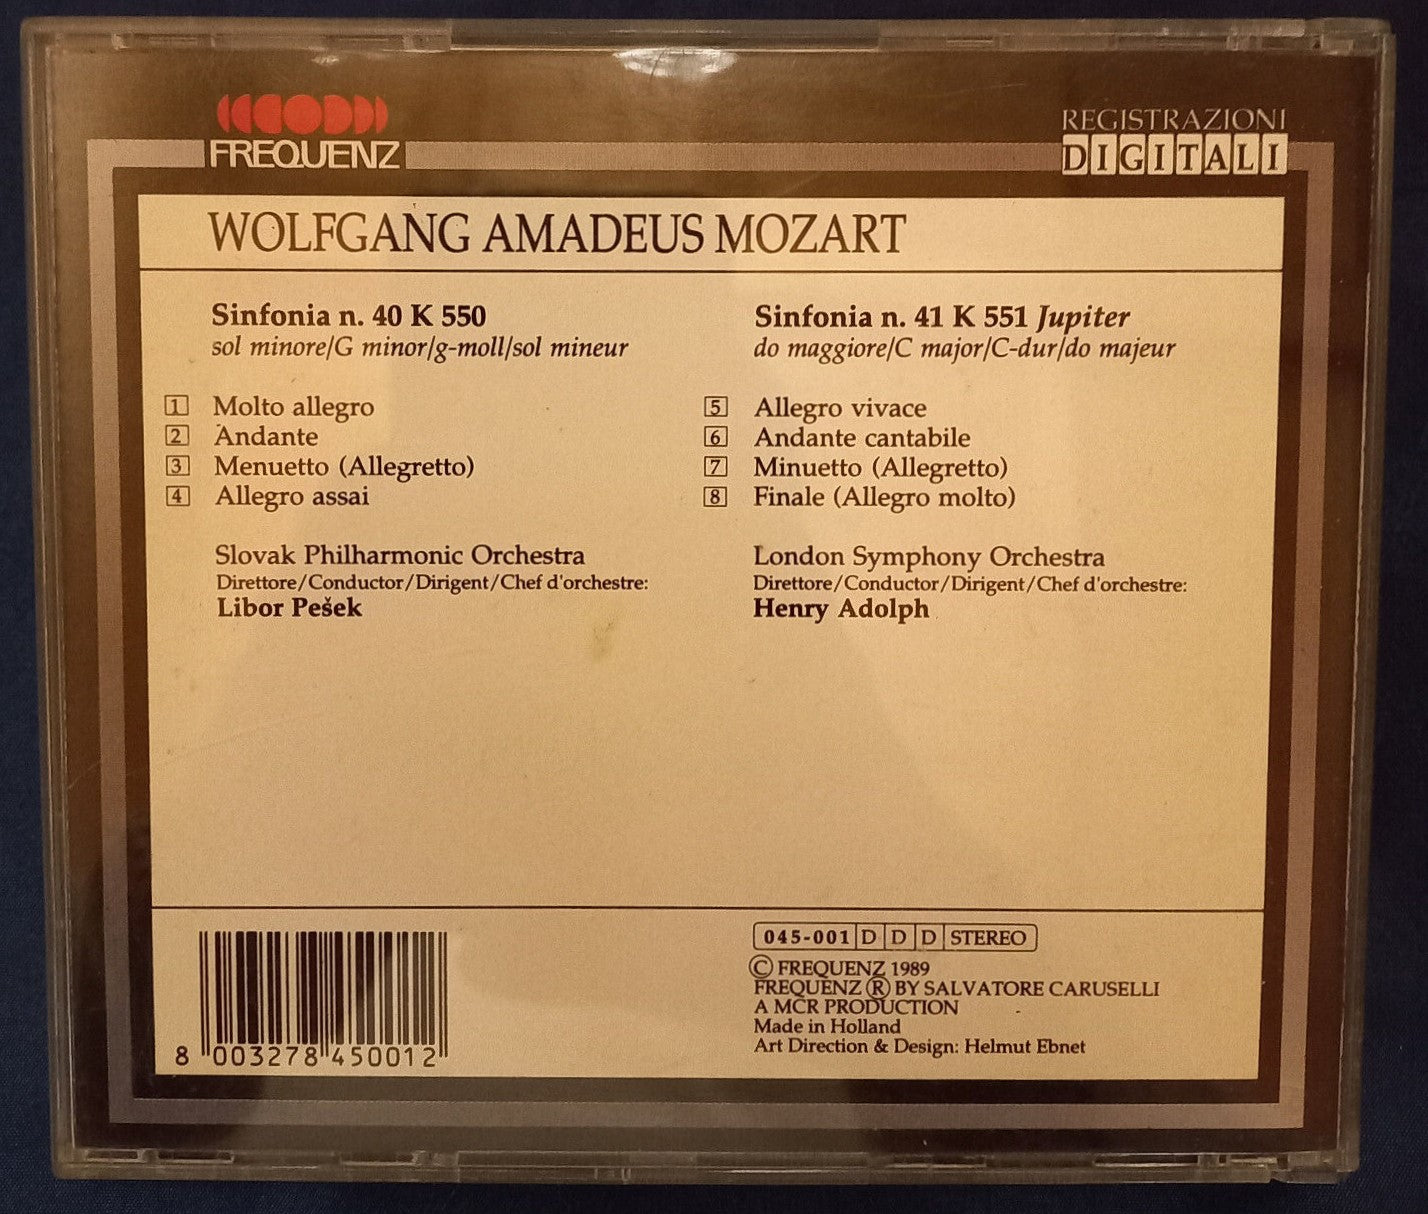 FREQUENZ
REGISTRAZIONI
DIGITALI
WOLFGANG AMADEUS MOZART
Sinfonia n. 40 K 550
sol minore/G minor/g-moll/sol mineur
1 Molto allegro
2 Andante
3 Menuetto (Allegretto)
4 Allegro assai
Slovak Philharmonic Orchestra
Direttore/Conductor/Dirigent/Chef d'orchestre:
Libor Pešek
Sinfonia n. 41 K 551 Jupiter
do maggiore/C major/C-dur/do majeur
5 Allegro vivace
6 Andante cantabile
7 Minuetto (Allegretto)
8 Finale (Allegro molto)
London Symphony Orchestra
Direttore/Conductor/Dirigent/Chef d'orchestre:
Henry Adolph
8 003278 450012
045-001 D D D STEREO
© FREQUENZ 1989
FREQUENZ ® BY SALVATORE CARUSELLI
A MCR PRODUCTION
Made in Holland
Art Direction & Design: Helmut Ebnet